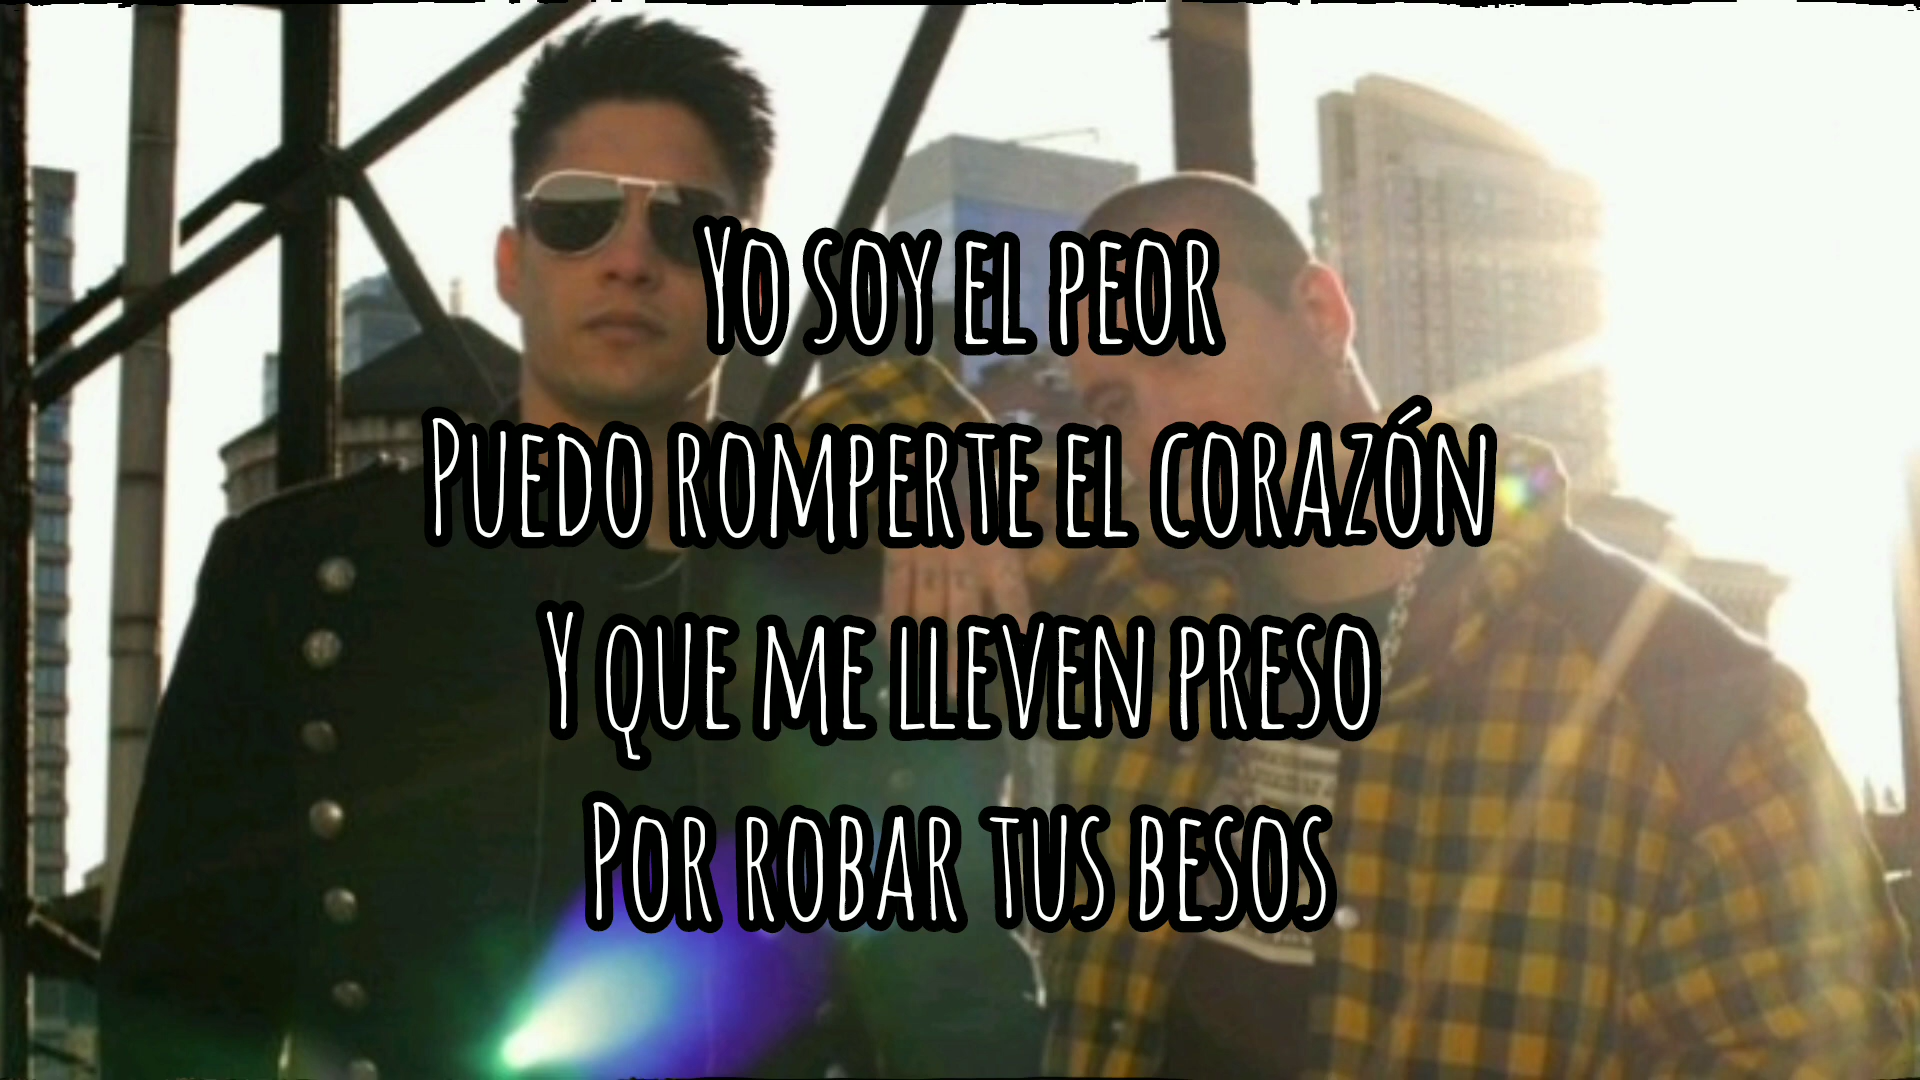 Yo soy el peor
Puedo romperte el corazón
Y que me lleven preso
Por robar tus besos